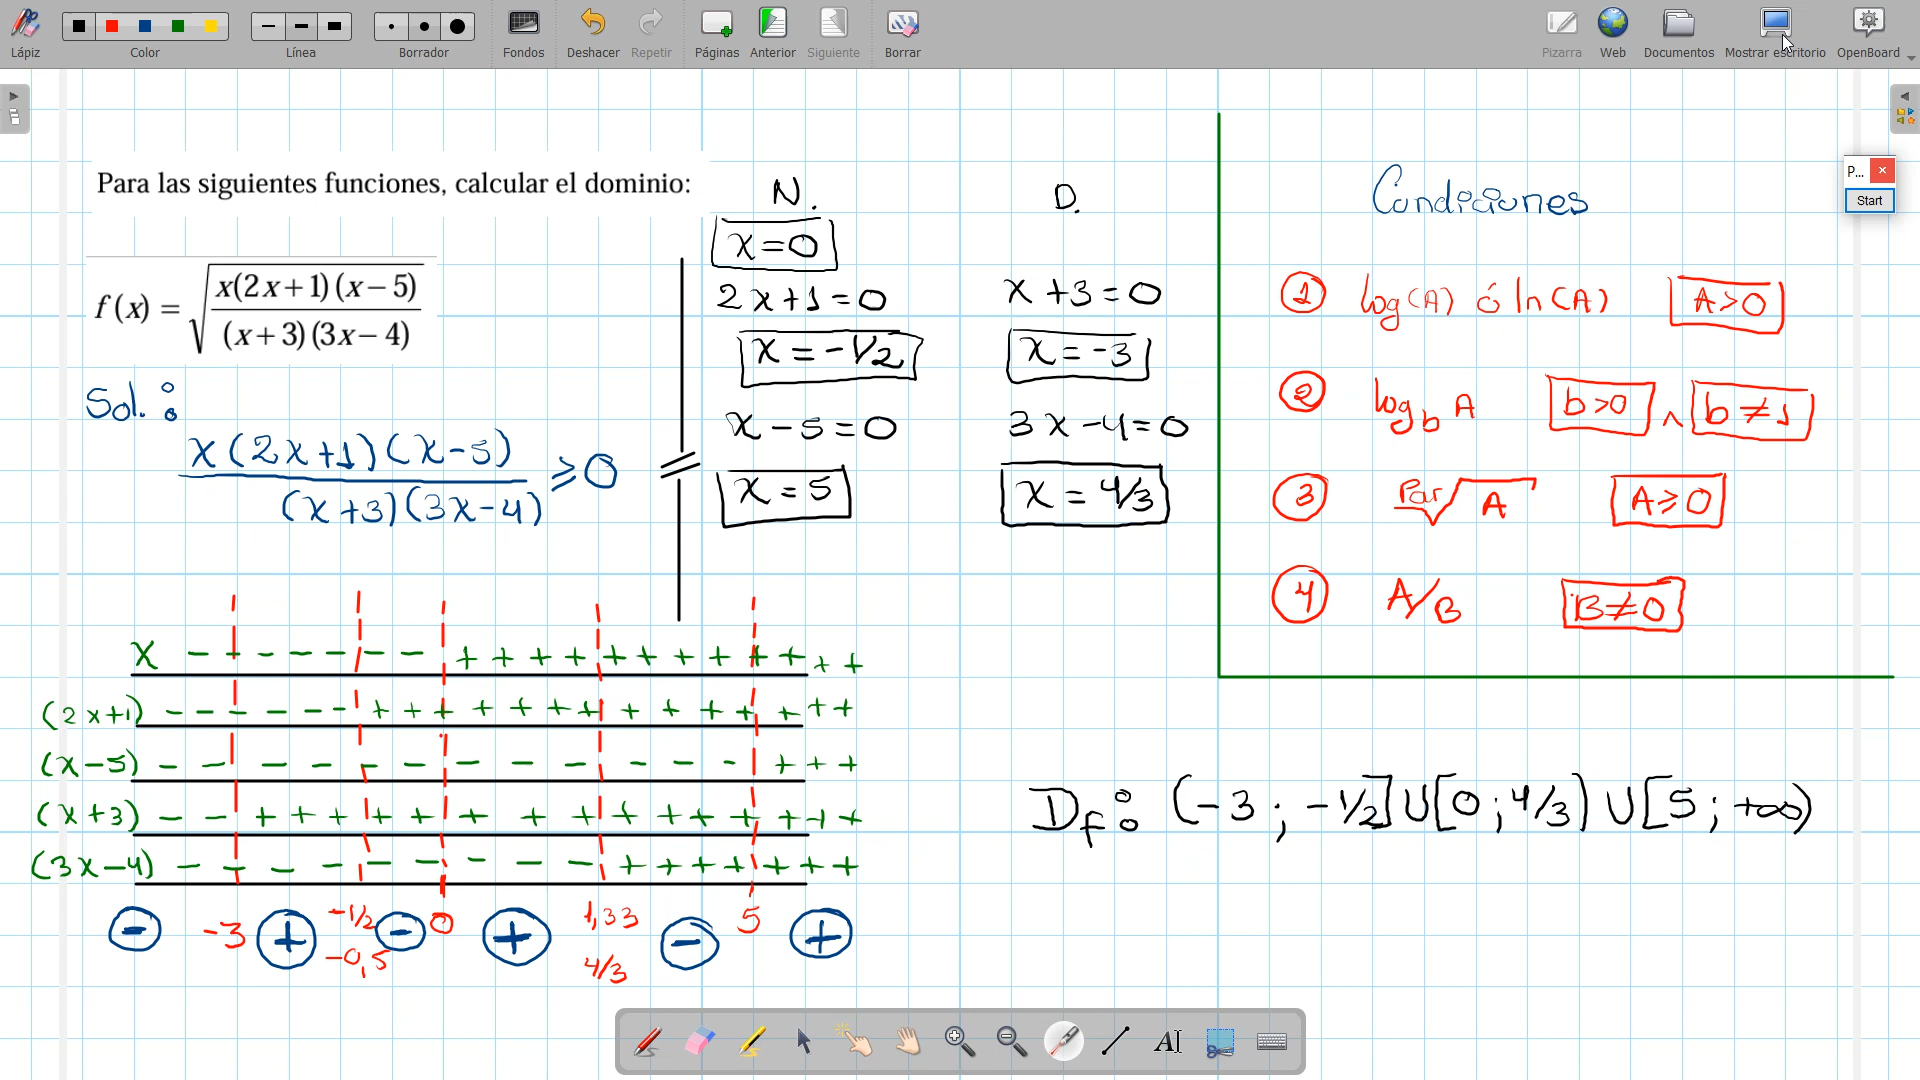 Lápiz
Color
Línea
Borrador
Fondos
Deshacer
Repetir
Páginas
Anterior
Siguiente
Borrar
Pizarra
Web
Documentos
Mostrar escritorio
OpenBoard
P...
Start
Para las siguientes funciones, calcular el dominio:
f(x) = √(x(2x+1)(x−5) / (x+3)(3x−4))
Sol. :
x(2x+1)(x-5) / (x+3)(3x-4) ≥ 0
N.
x=0
2x+1=0
x=-1/2
x-5=0
x=5
D.
x+3=0
x=-3
3x-4=0
x=4/3
Condiciones
1 log(A) ó ln(A) A>0
2 log_b A b>0 ∧ b≠1
3 Par√A A≥0
4 A/B B≠0
x - - - - - - - + + + + + + + + + + + +
(2x+1) - - - - - - + + + + + + + + + + + + + +
(x-5) - - - - - - - - - - - - - + + +
(x+3) - - + + + + + + + + + + + + + + +
(3x-4) - - - - - - - - - + + + + + + +
- -3 + -1/2 - 0 + 1,33 - 5 +
-0,5 4/3
Df: (-3; -1/2] U [0; 4/3) U [5; +∞)
AI